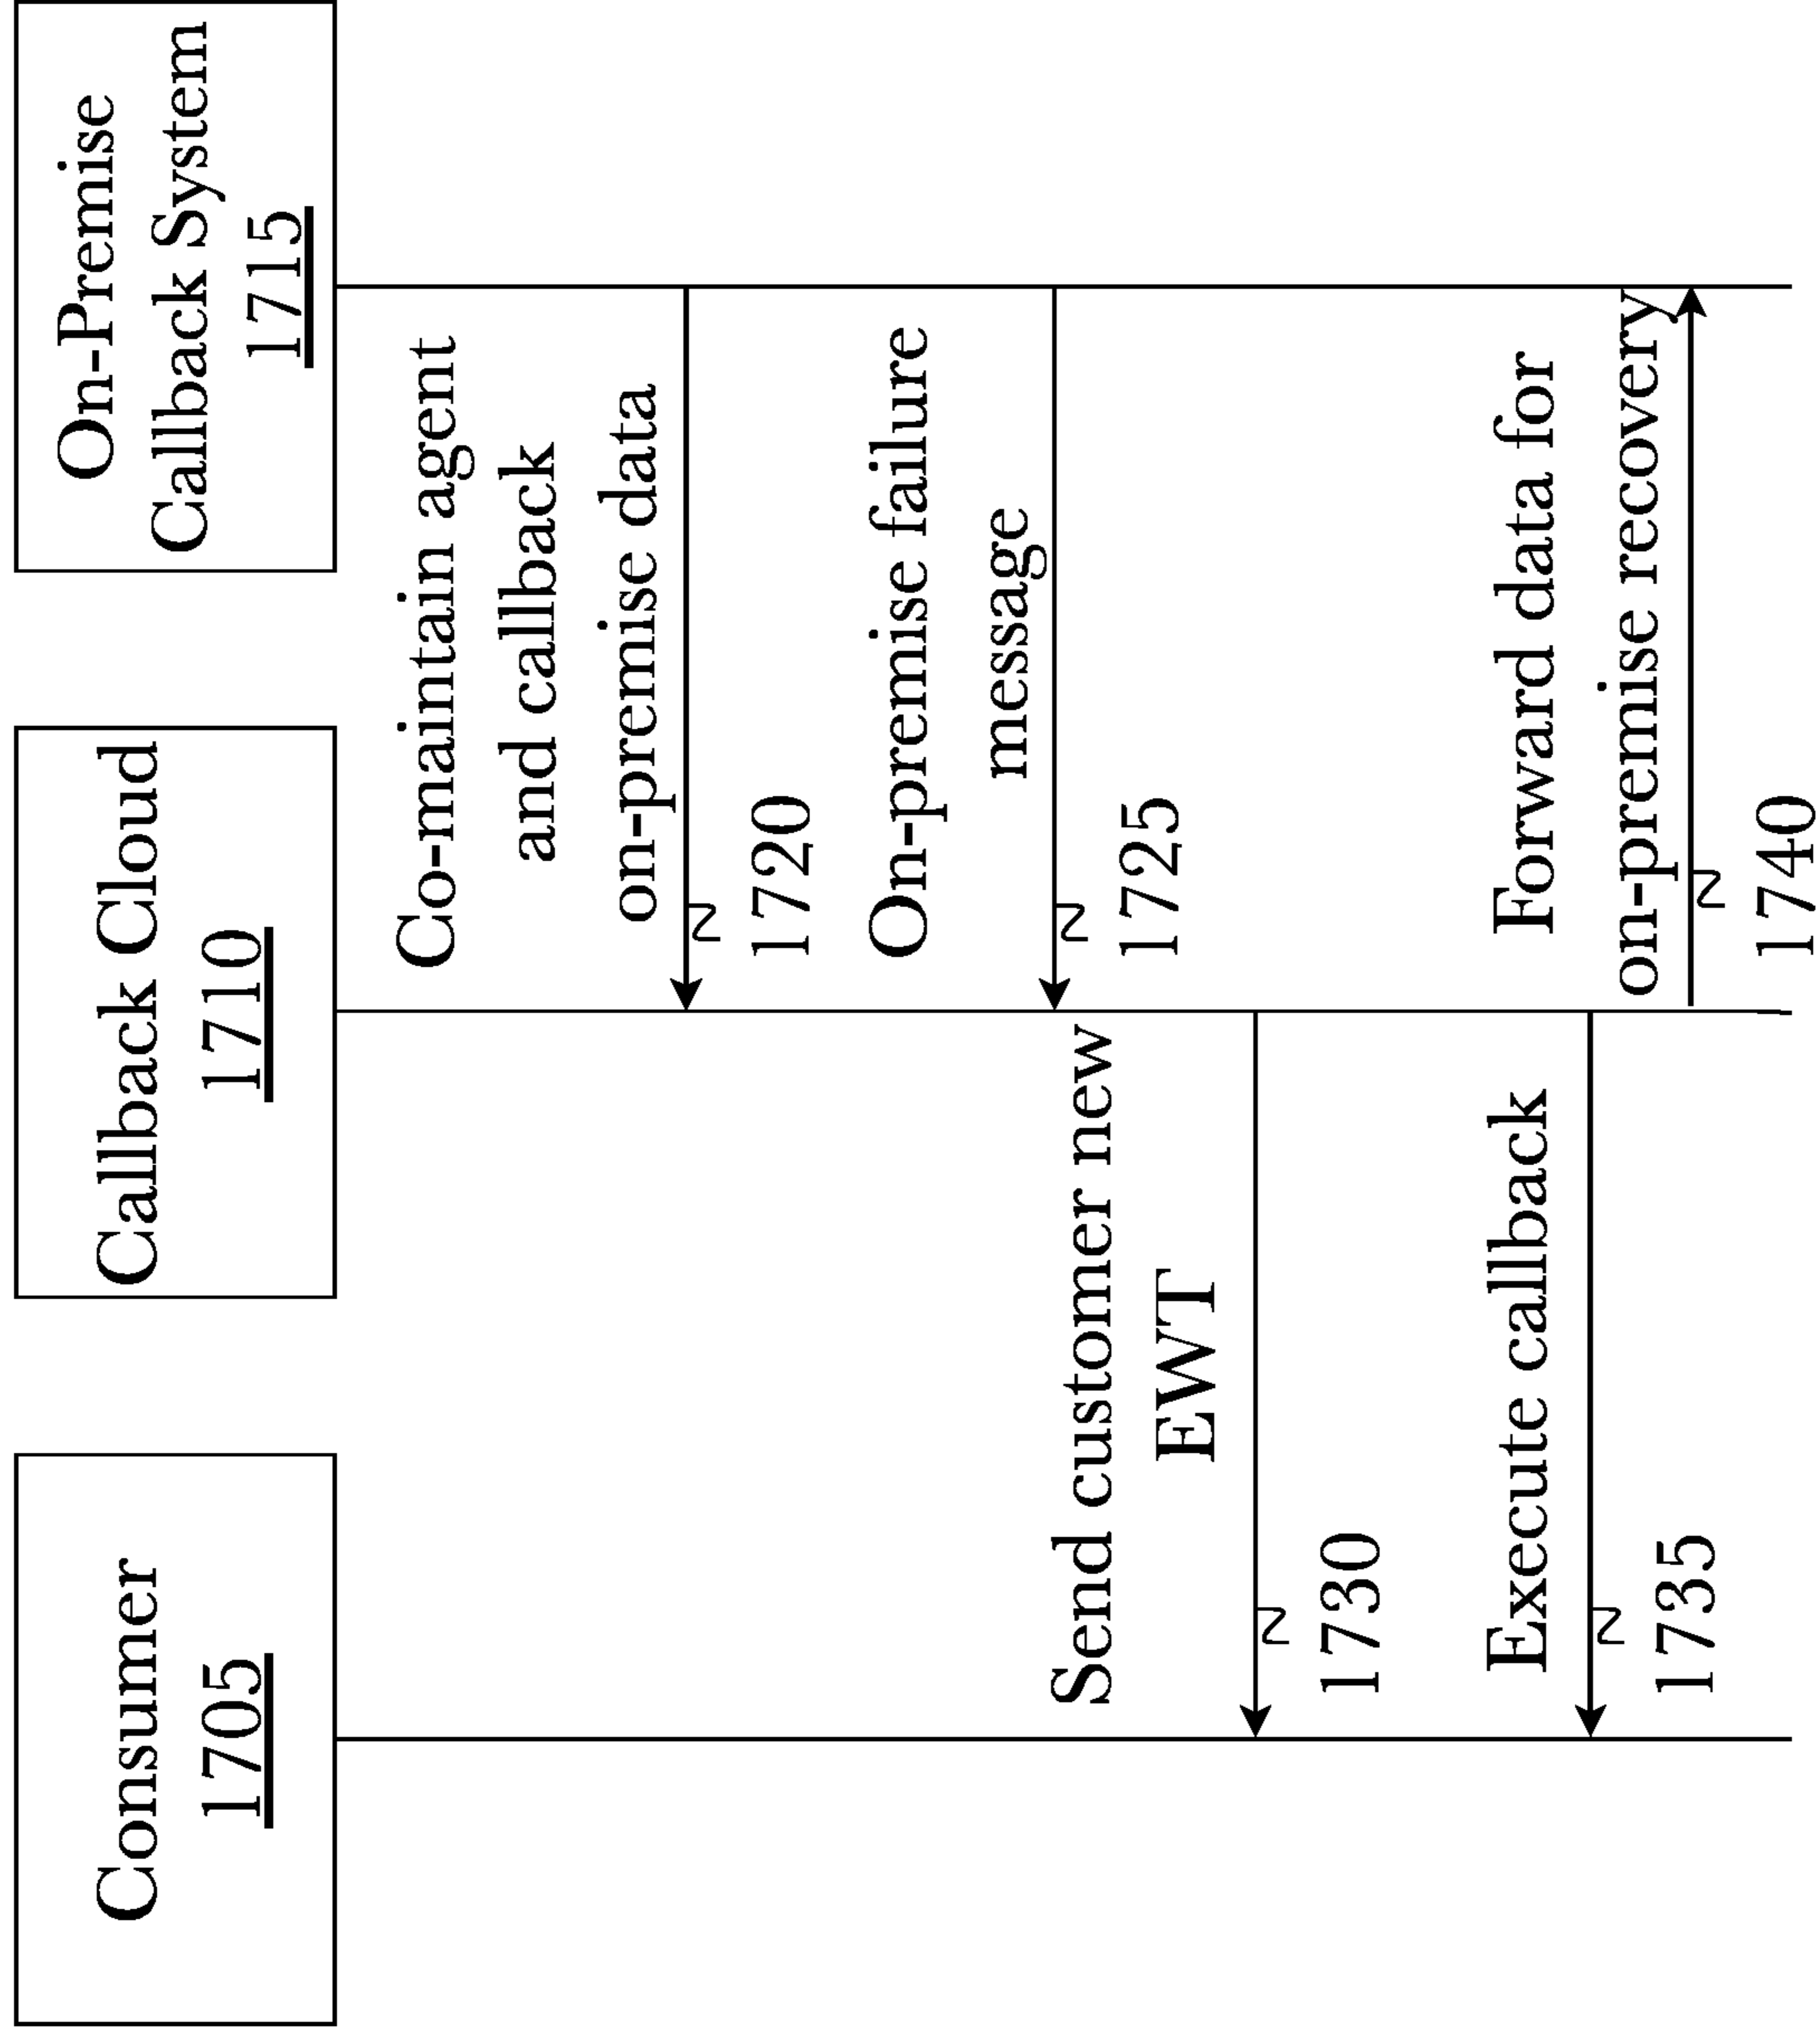 Consumer
1705
Callback Cloud
1710
On-Premise
Callback System
1715
Co-maintain agent
and callback
on-premise data
1720
On-premise failure
message
1725
Send customer new
EWT
1730
Execute callback
1735
Forward data for
on-premise recovery
1740